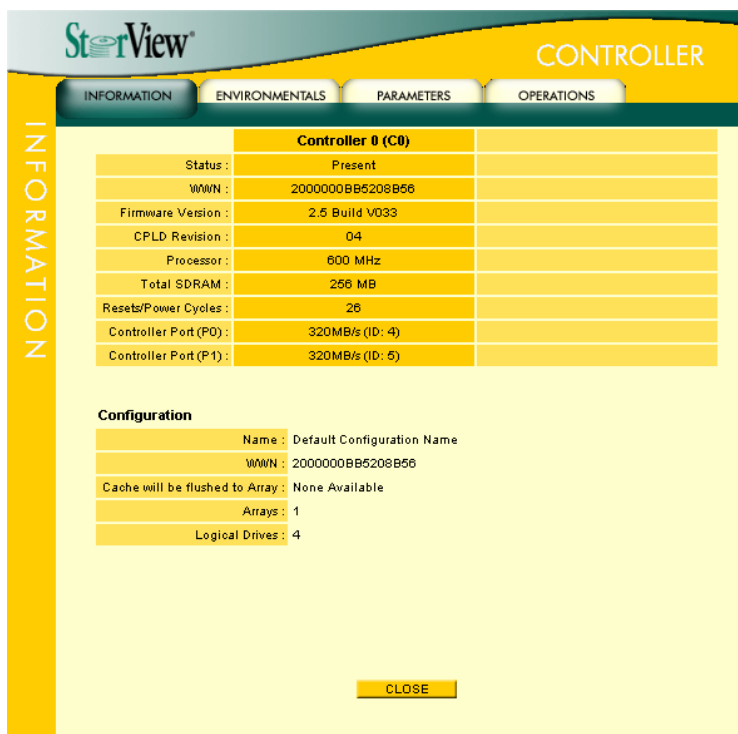 StorView®
CONTROLLER
INFORMATION ENVIRONMENTALS PARAMETERS OPERATIONS
INFORMATION
Controller 0 (C0)
Status : Present
WWN : 2000000BB5208B56
Firmware Version : 2.5 Build V033
CPLD Revision : 04
Processor : 600 MHz
Total SDRAM : 256 MB
Resets/Power Cycles : 26
Controller Port (P0) : 320MB/s (ID: 4)
Controller Port (P1) : 320MB/s (ID: 5)
Configuration
Name : Default Configuration Name
WWN : 2000000BB5208B56
Cache will be flushed to Array : None Available
Arrays : 1
Logical Drives : 4
CLOSE